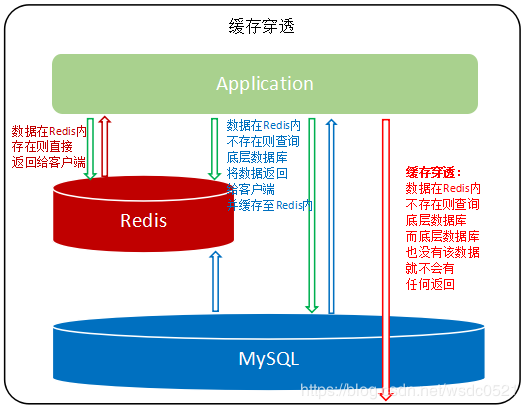 缓存穿透
Application
数据在Redis内
存在则直接
返回给客户端
数据在Redis内
不存在则查询
底层数据库
将数据返回
给客户端
并缓存至Redis内
缓存穿透：
数据在Redis内
不存在则查询
底层数据库
而底层数据库
也没有该数据
就不会有
任何返回
Redis
MySQL
https://blog.csdn.net/wsdc0521